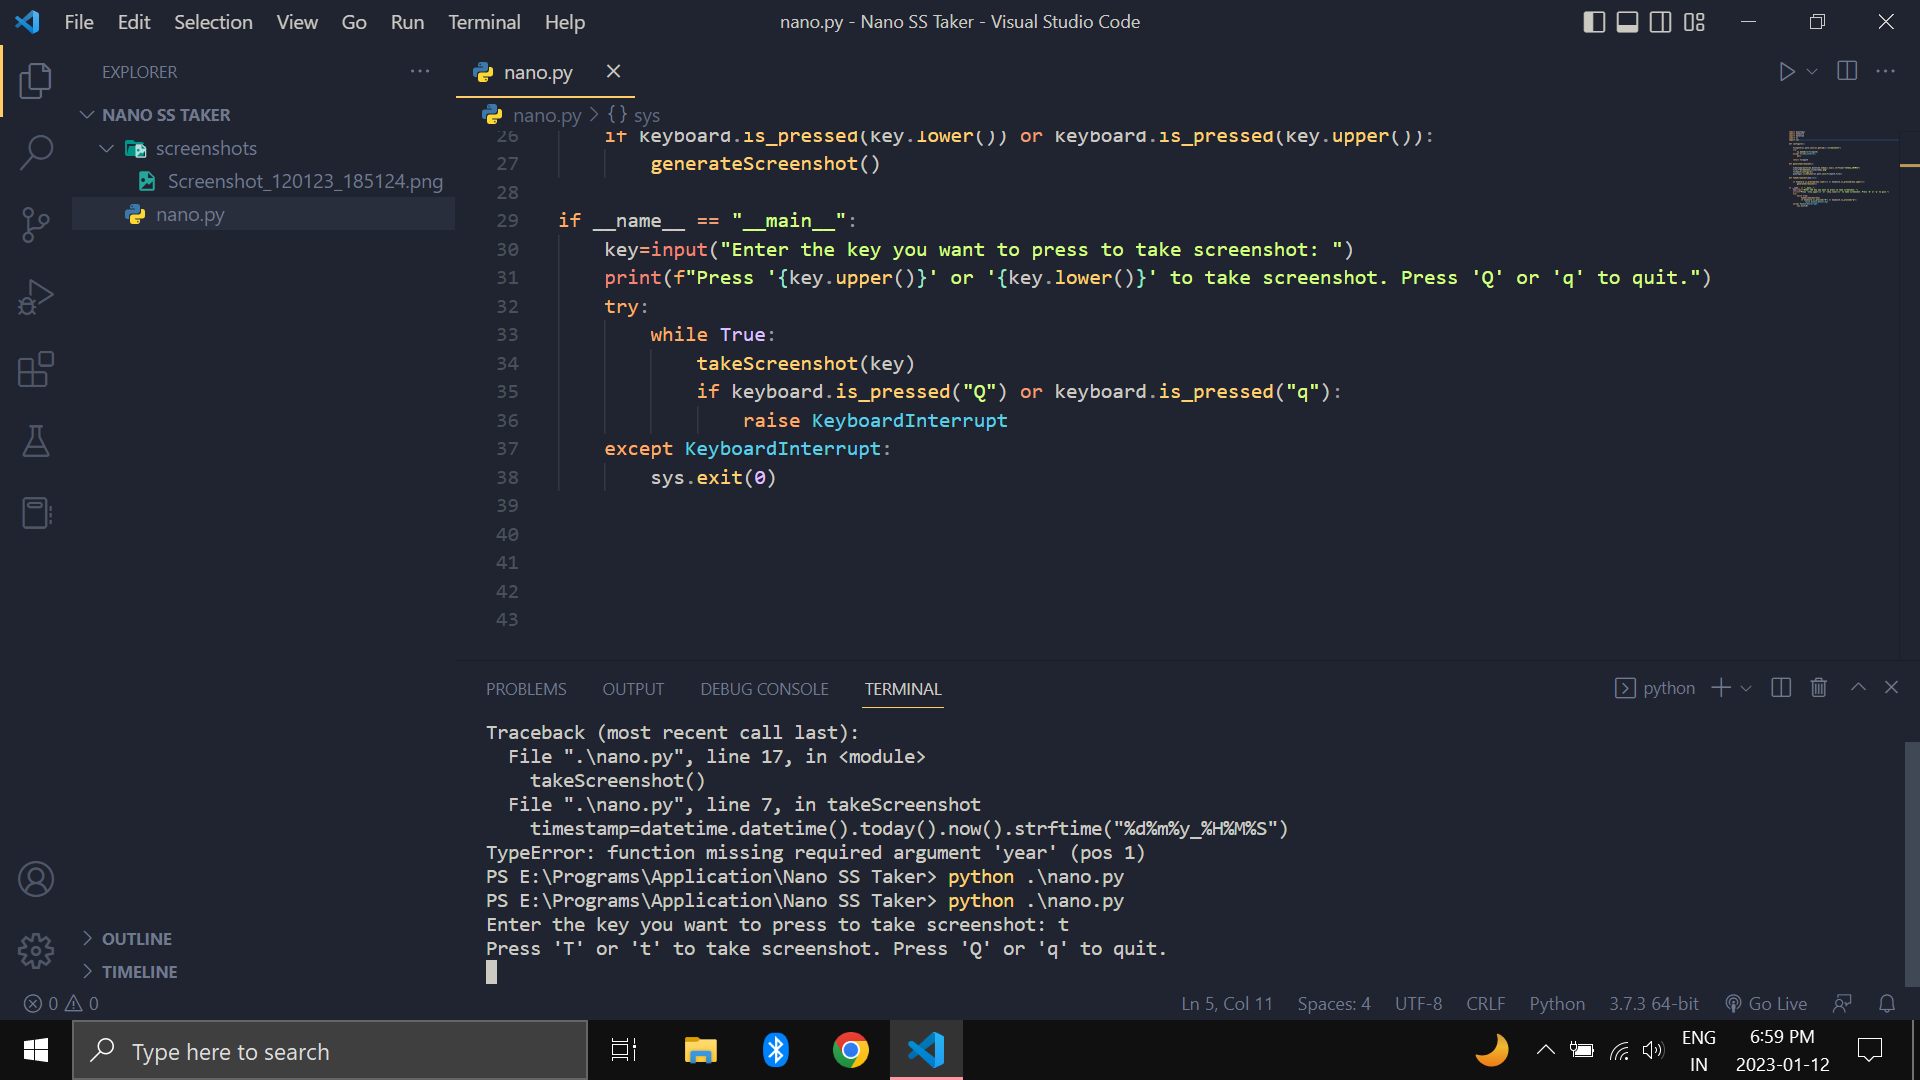 File Edit Selection View Go Run Terminal Help
nano.py - Nano SS Taker - Visual Studio Code
EXPLORER
NANO SS TAKER
screenshots
Screenshot_120123_185124.png
nano.py
OUTLINE
TIMELINE
nano.py
nano.py > {} sys
26 if keyboard.is_pressed(key.lower()) or keyboard.is_pressed(key.upper()):
27 generateScreenshot()
28
29 if __name__ == "__main__":
30 key=input("Enter the key you want to press to take screenshot: ")
31 print(f"Press '{key.upper()}' or '{key.lower()}' to take screenshot. Press 'Q' or 'q' to quit.")
32 try:
33 while True:
34 takeScreenshot(key)
35 if keyboard.is_pressed("Q") or keyboard.is_pressed("q"):
36 raise KeyboardInterrupt
37 except KeyboardInterrupt:
38 sys.exit(0)
39
40
41
42
43
PROBLEMS OUTPUT DEBUG CONSOLE TERMINAL
python
Traceback (most recent call last):
File ".\nano.py", line 17, in <module>
takeScreenshot()
File ".\nano.py", line 7, in takeScreenshot
timestamp=datetime.datetime().today().now().strftime("%d%m%y_%H%M%S")
TypeError: function missing required argument 'year' (pos 1)
PS E:\Programs\Application\Nano SS Taker> python .\nano.py
PS E:\Programs\Application\Nano SS Taker> python .\nano.py
Enter the key you want to press to take screenshot: t
Press 'T' or 't' to take screenshot. Press 'Q' or 'q' to quit.
0 0
Ln 5, Col 11 Spaces: 4 UTF-8 CRLF Python 3.7.3 64-bit Go Live
Type here to search
ENG
IN
6:59 PM
2023-01-12